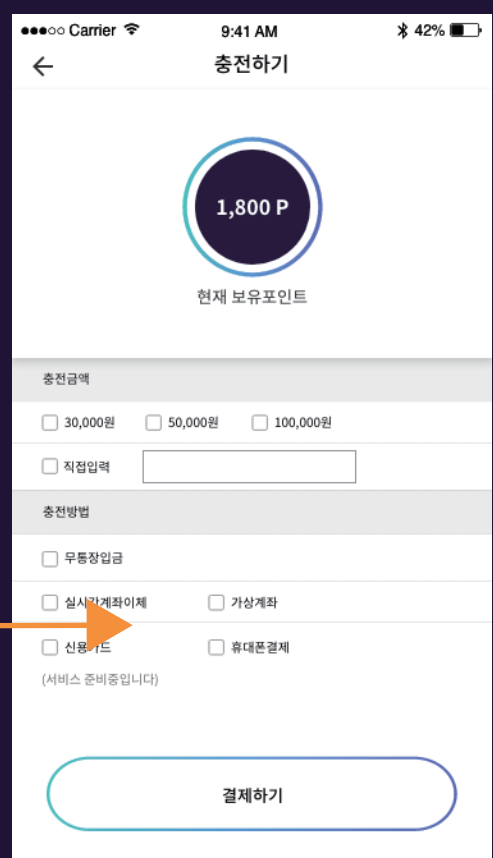 Carrier 9:41 AM 42%
충전하기
1,800 P
현재 보유포인트
충전금액
30,000원 50,000원 100,000원
직접입력
충전방법
무통장입금
실시간계좌이체 가상계좌
신용카드 휴대폰결제
(서비스 준비중입니다)
결제하기